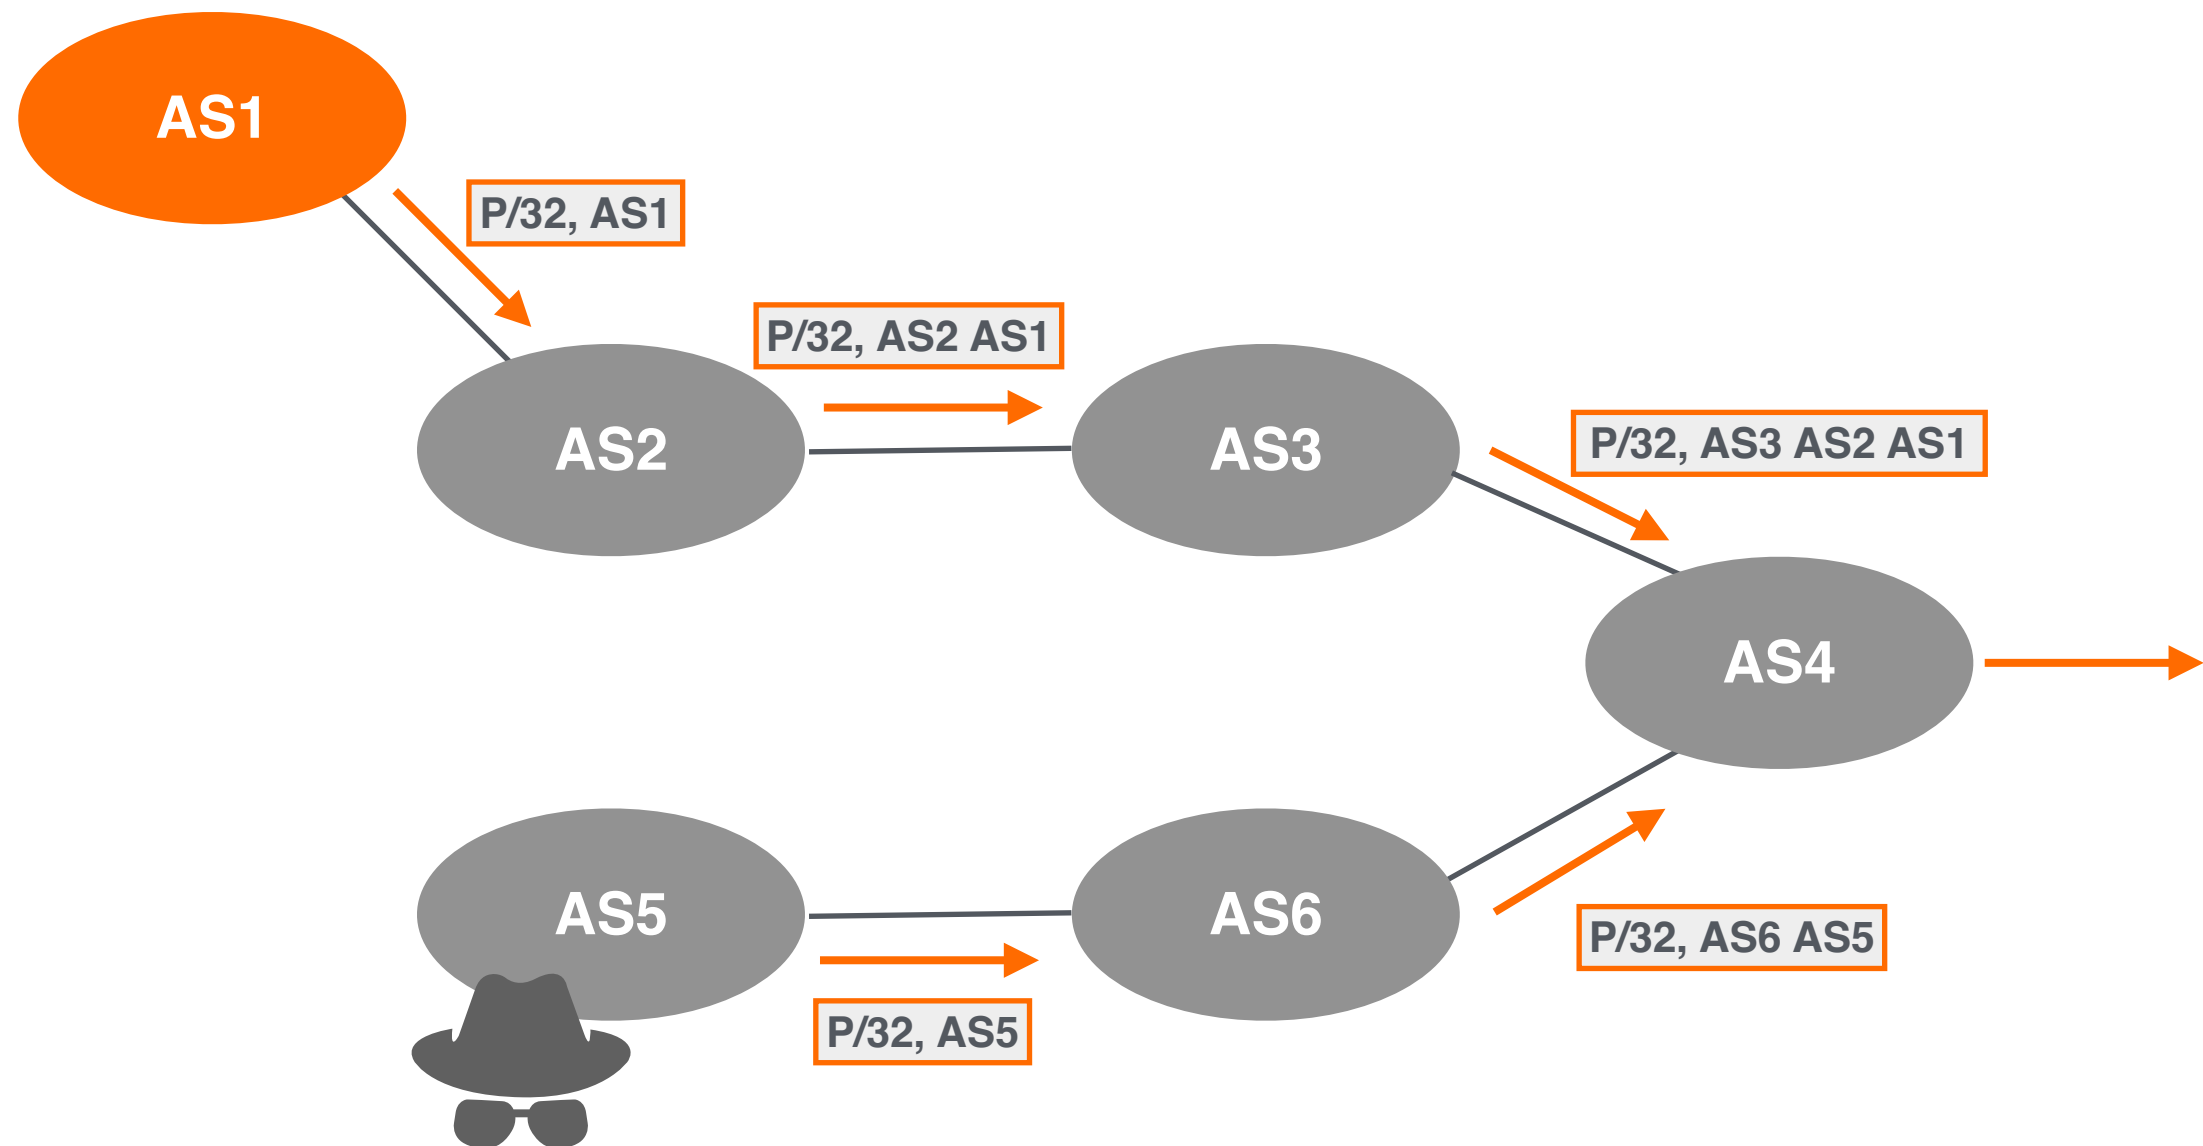 AS1
P/32, AS1
P/32, AS2 AS1
AS2
AS3
P/32, AS3 AS2 AS1
AS4
AS5
AS6
P/32, AS6 AS5
P/32, AS5